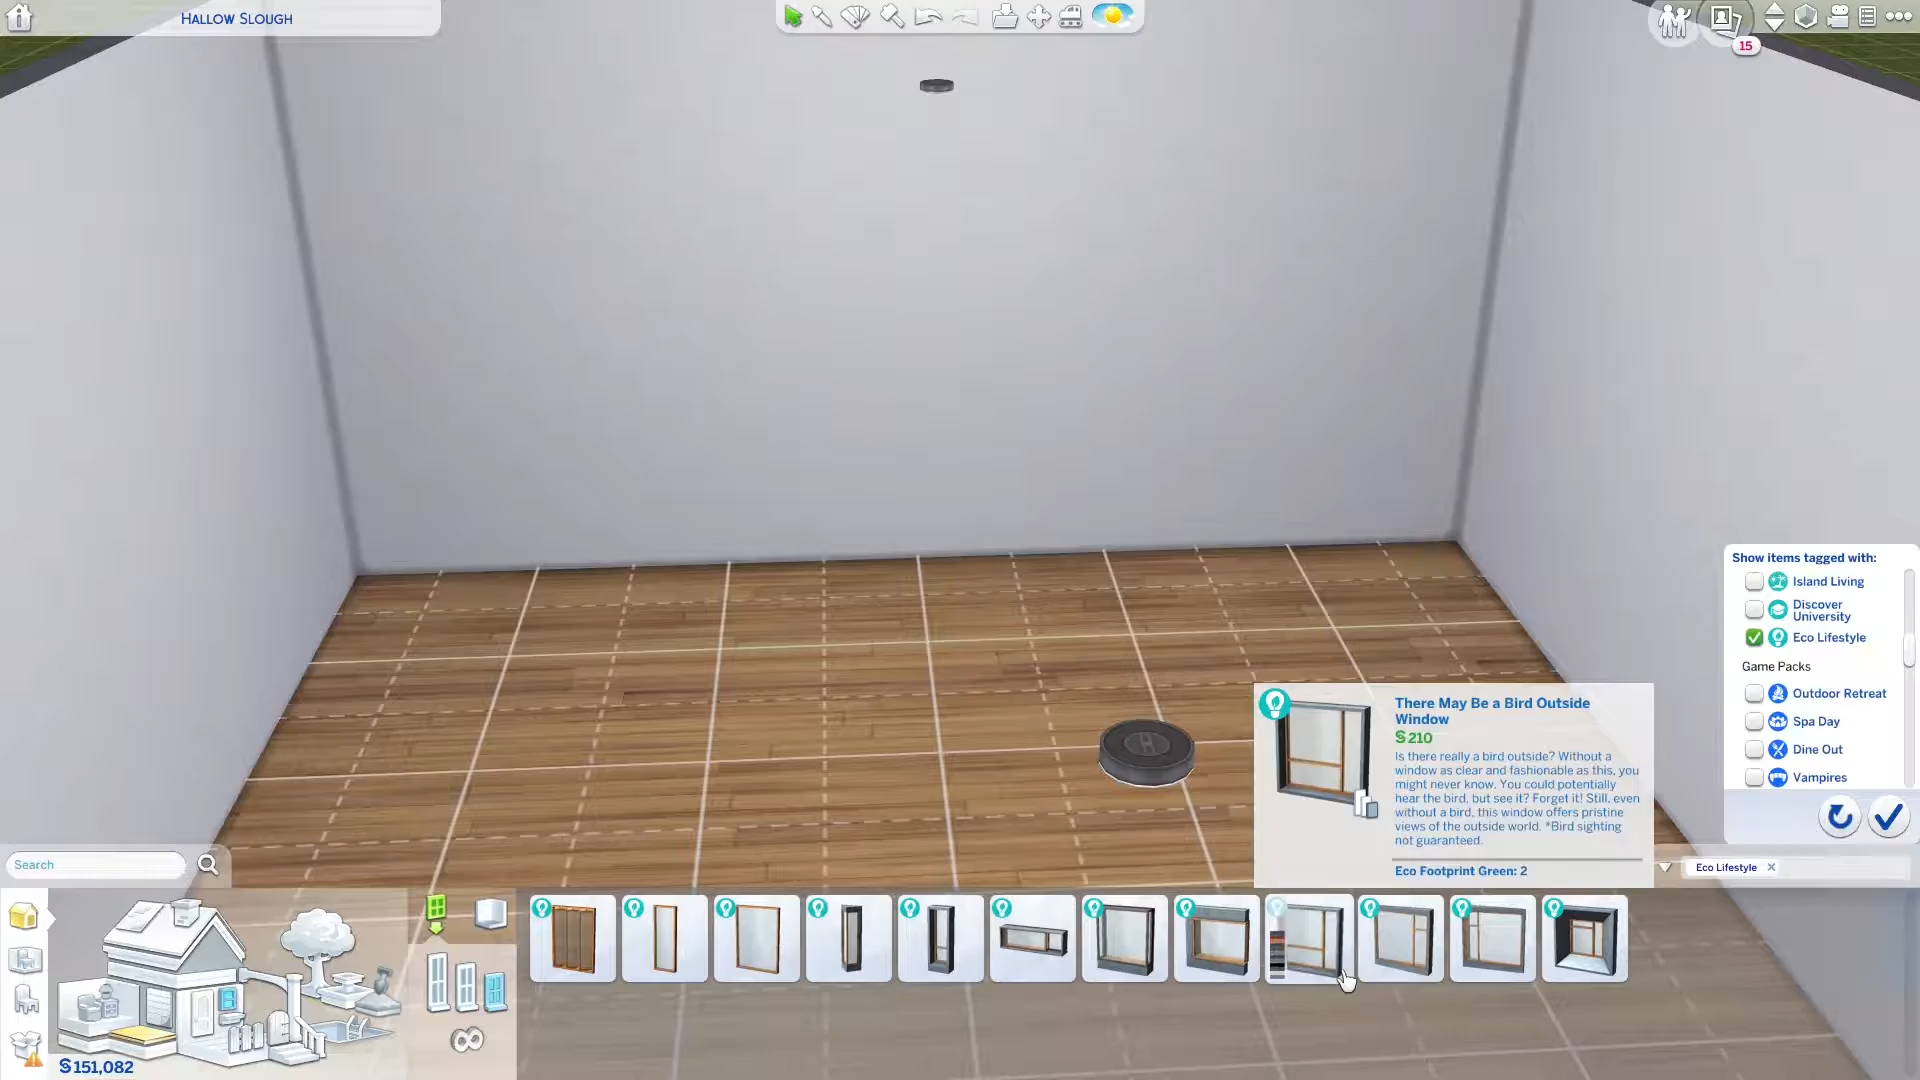 HALLOW SLOUGH
15
Show items tagged with:
Island Living
Discover
University
Eco Lifestyle
Game Packs
Outdoor Retreat
Spa Day
Dine Out
Vampires
There May Be a Bird Outside
Window
§210
Is there really a bird outside? Without a
window as clear and fashionable as this, you
might never know. You could potentially
hear the bird, but see it? Forget it! Still, even
without a bird, this window offers pristine
views of the outside world. *Bird sighting
not guaranteed.
Eco Footprint Green: 2
Search
Eco Lifestyle
§151,082